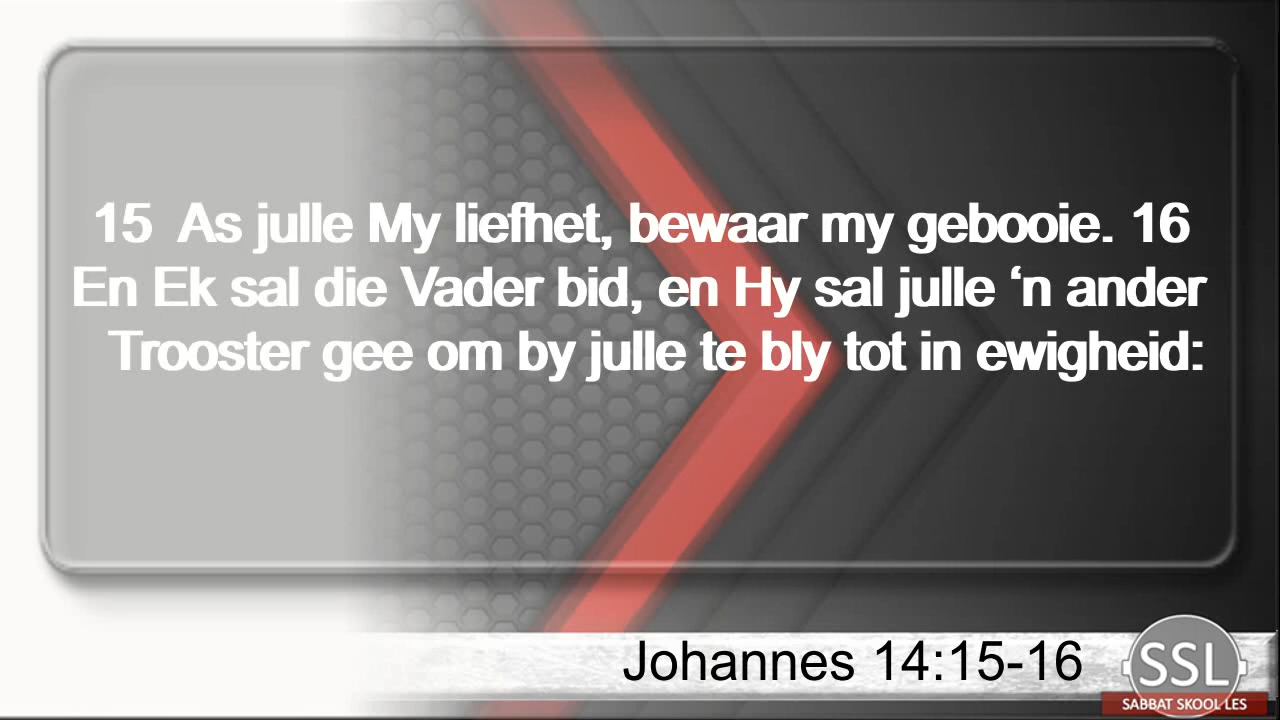 15  As julle My liefhet, bewaar my gebooie. 16
En Ek sal die Vader bid, en Hy sal julle ‘n ander
Trooster gee om by julle te bly tot in ewigheid:
Johannes 14:15-16
SSL
SABBAT SKOOL LES